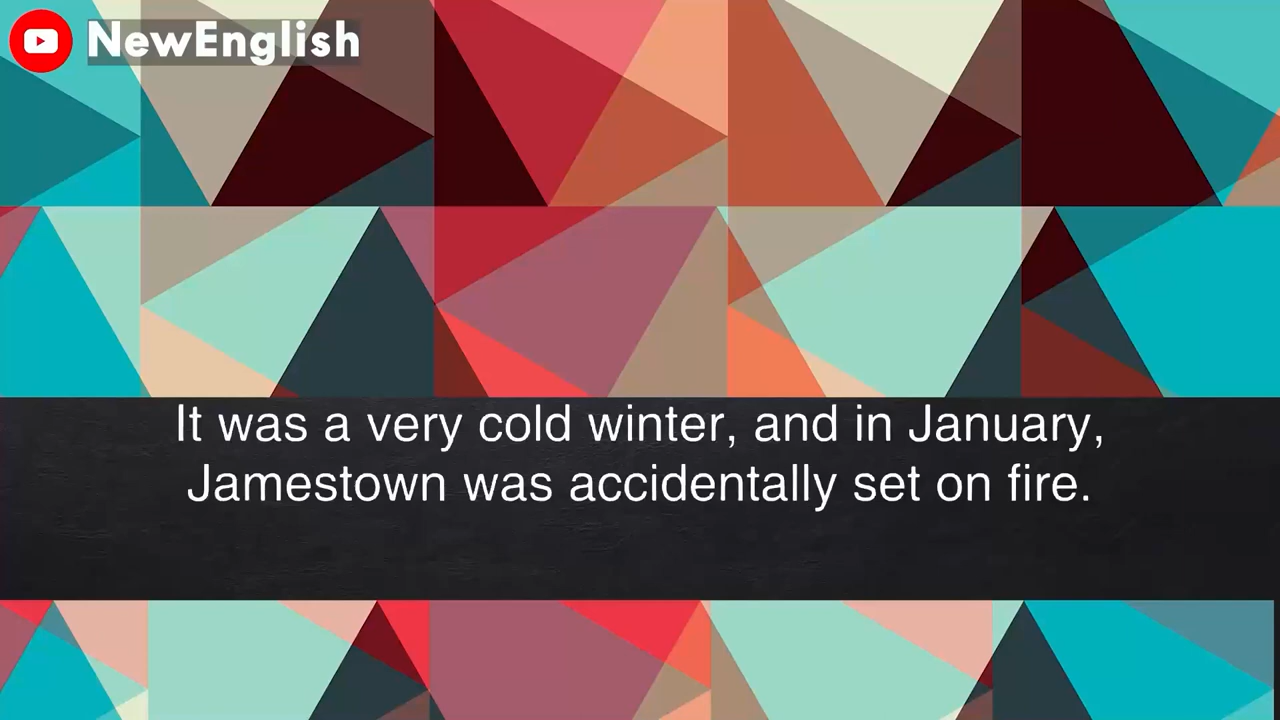 NewEnglish
It was a very cold winter, and in January,
Jamestown was accidentally set on fire.